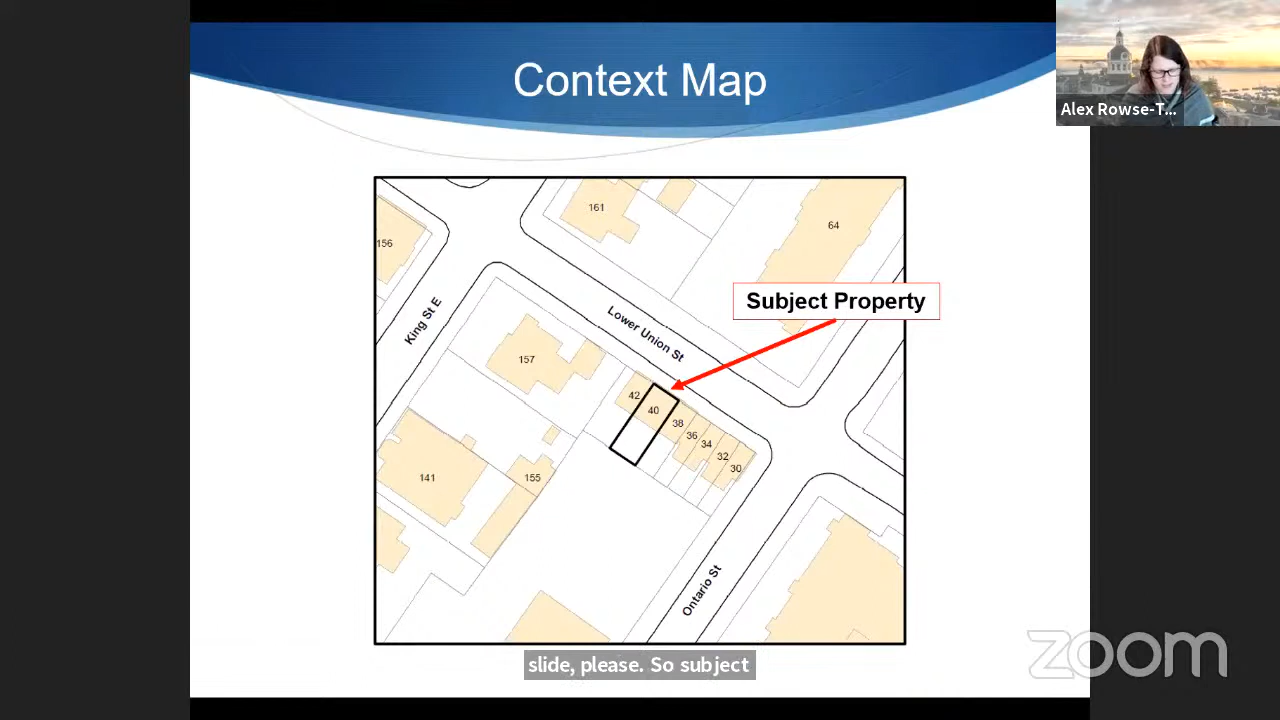 Context Map
Alex Rowse-T...
161
64
156
Subject Property
King St E
Lower Union St
157
42
40
38
36
34
32
30
141
155
Ontario St
slide, please. So subject
zoom